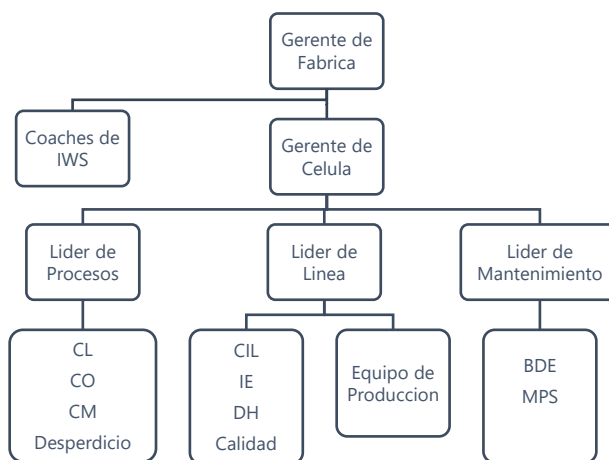 Gerente de
Fabrica
Coaches de
IWS
Gerente de
Celula
Lider de
Procesos
Lider de
Linea
Lider de
Mantenimiento
CL
CO
CM
Desperdicio
CIL
IE
DH
Calidad
Equipo de
Produccion
BDE
MPS